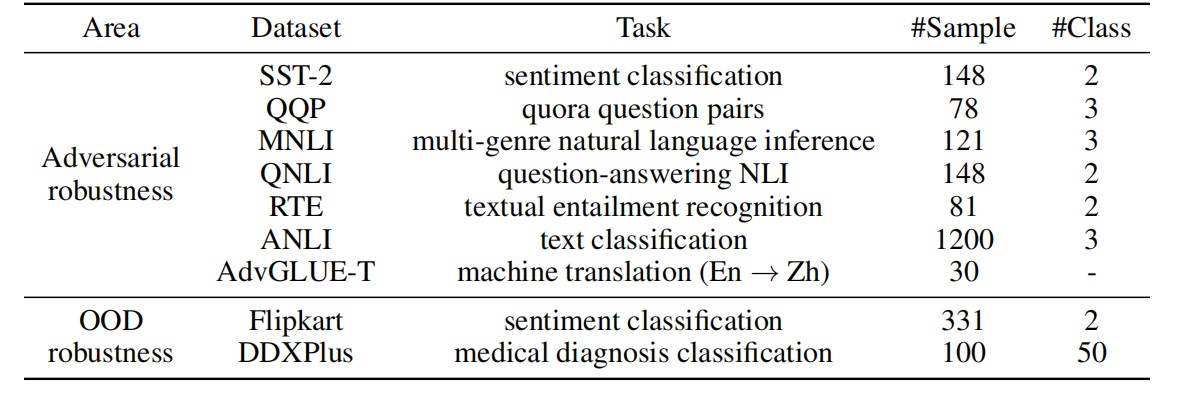 Area Dataset Task #Sample #Class
SST-2 sentiment classification 148 2
QQP quora question pairs 78 3
MNLI multi-genre natural language inference 121 3
Adversarial robustness QNLI question-answering NLI 148 2
RTE textual entailment recognition 81 2
ANLI text classification 1200 3
AdvGLUE-T machine translation (En → Zh) 30 -
OOD Flipkart sentiment classification 331 2
robustness DDXPlus medical diagnosis classification 100 50